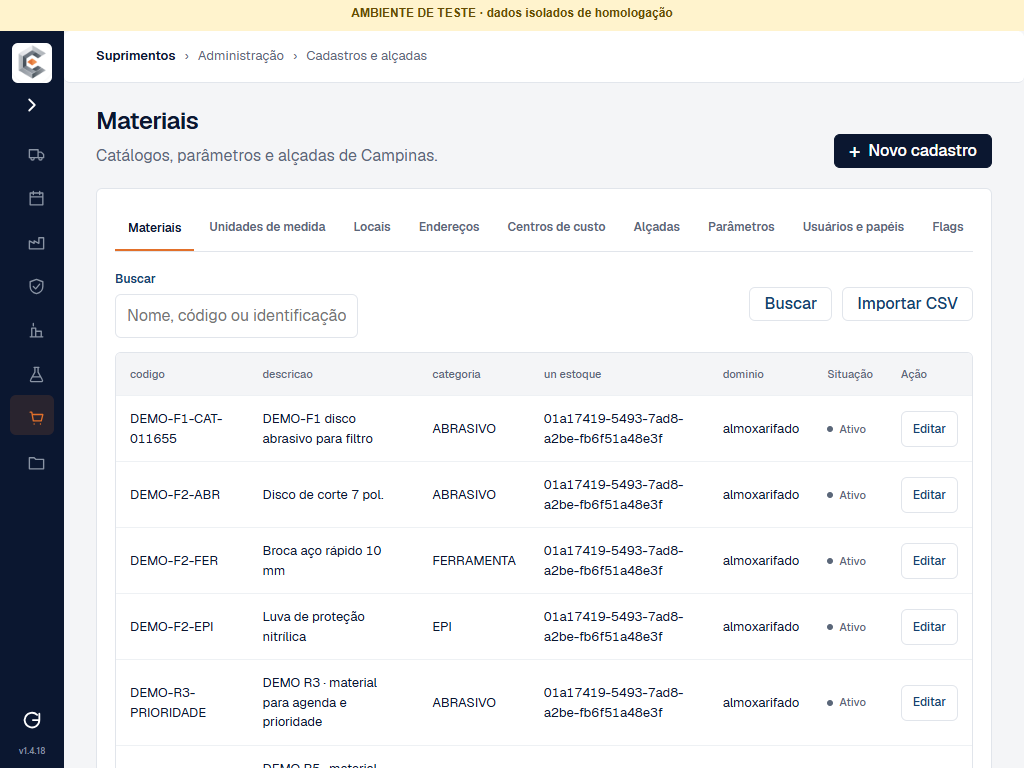 AMBIENTE DE TESTE · dados isolados de homologação
Suprimentos › Administração › Cadastros e alçadas
Materiais
Catálogos, parâmetros e alçadas de Campinas.
+ Novo cadastro
Materiais Unidades de medida Locais Endereços Centros de custo Alçadas Parâmetros Usuários e papéis Flags
Buscar
Nome, código ou identificação
Buscar Importar CSV
codigo descricao categoria un estoque dominio Situação Ação
DEMO-F1-CAT-
011655
DEMO-F1 disco
abrasivo para filtro
ABRASIVO
01a17419-5493-7ad8-
a2be-fb6f51a48e3f
almoxarifado
Ativo
Editar
DEMO-F2-ABR
Disco de corte 7 pol.
ABRASIVO
01a17419-5493-7ad8-
a2be-fb6f51a48e3f
almoxarifado
Ativo
Editar
DEMO-F2-FER
Broca aço rápido 10
mm
FERRAMENTA
01a17419-5493-7ad8-
a2be-fb6f51a48e3f
almoxarifado
Ativo
Editar
DEMO-F2-EPI
Luva de proteção
nitrílica
EPI
01a17419-5493-7ad8-
a2be-fb6f51a48e3f
almoxarifado
Ativo
Editar
DEMO-R3-
PRIORIDADE
DEMO R3 · material
para agenda e
prioridade
ABRASIVO
01a17419-5493-7ad8-
a2be-fb6f51a48e3f
almoxarifado
Ativo
Editar
DEMO R5 · material
v1.4.18